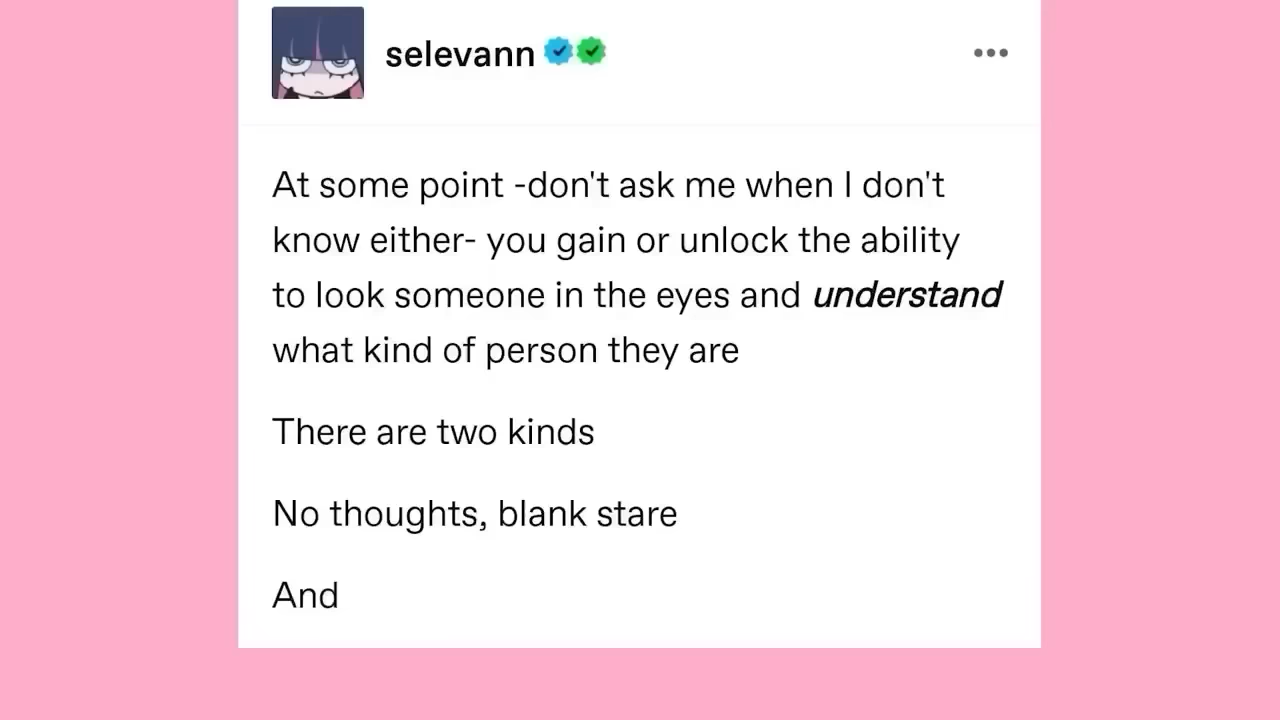 selevann
At some point -don't ask me when I don't
know either- you gain or unlock the ability
to look someone in the eyes and understand
what kind of person they are
There are two kinds
No thoughts, blank stare
And